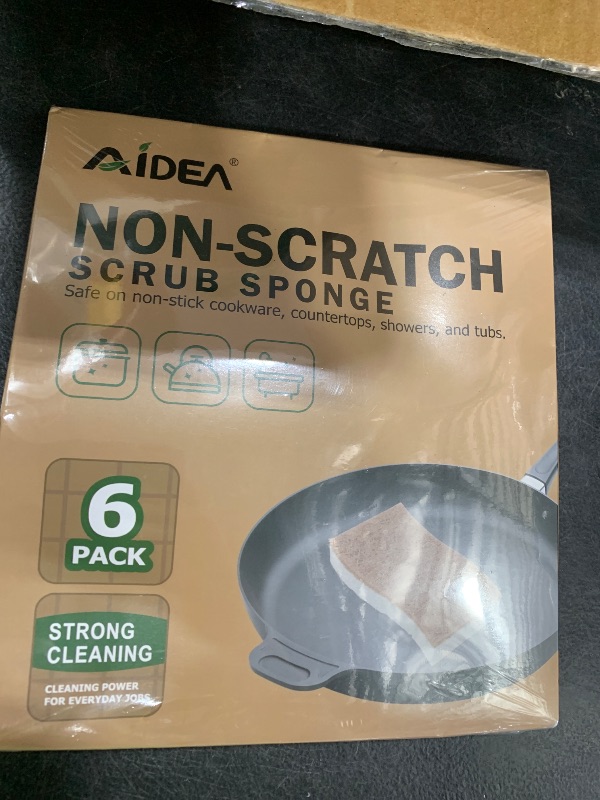 AIDEA®
NON-SCRATCH
SCRUB SPONGE
Safe on non-stick cookware, countertops, showers, and tubs.
6
PACK
STRONG
CLEANING
CLEANING POWER
FOR EVERYDAY JOBS